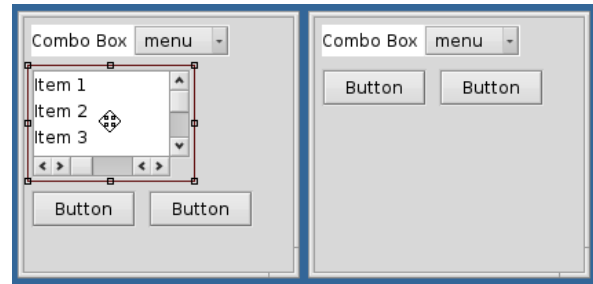 Combo Box menu
Item 1
Item 2
Item 3
Button Button
Combo Box menu
Button Button